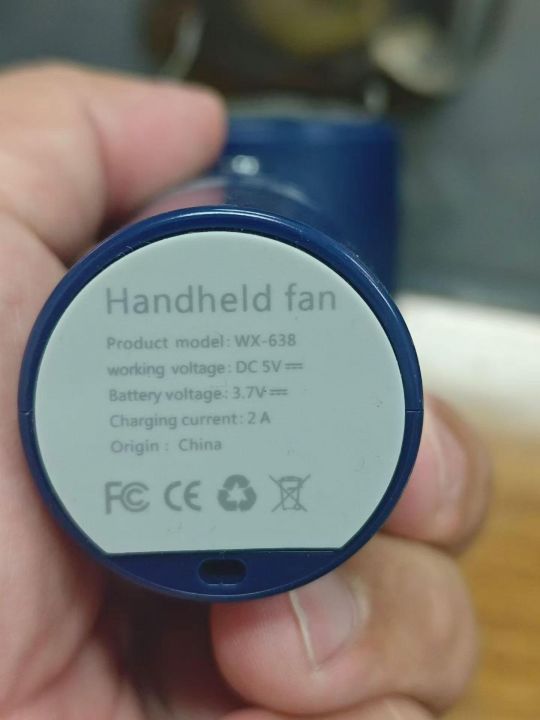 Handheld fan
Product model: WX-638
working voltage: DC 5V
Battery voltage: 3.7V
Charging current: 2 A
Origin : China
FC CE